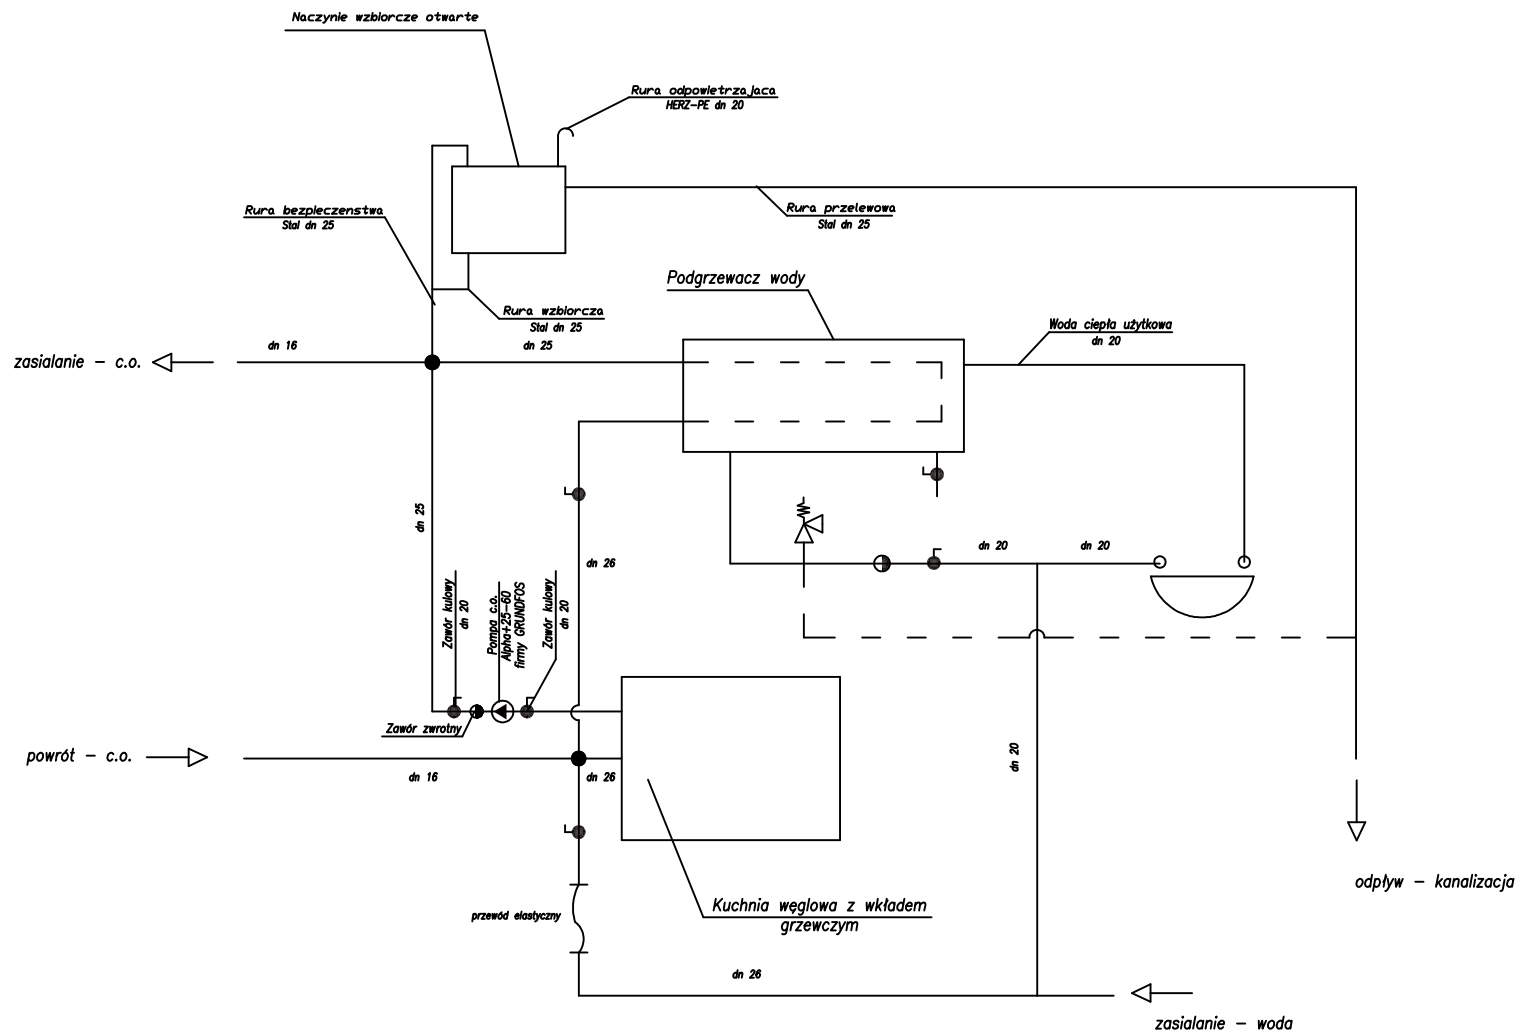 Naczynie wzbiorcze otwarte
Rura odpowietrzajaca
HERZ-PE dn 20
Rura bezpieczenstwa
Stal dn 25
Rura przelewowa
Stal dn 25
Podgrzewacz wody
Rura wzbiorcza
Stal dn 25
Woda ciepła użytkowa
dn 20
zasialanie - c.o.
dn 16
dn 25
dn 25
dn 26
dn 20
dn 20
Zawór kulowy
dn 20
Pompa c.o.
Alpha+25-60
firmy GRUNDFOS
Zawór kulowy
dn 20
Zawór zwrotny
powrót - c.o.
dn 16
dn 26
dn 20
odpływ - kanalizacja
przewód elastyczny
Kuchnia węglowa z wkładem
grzewczym
dn 26
zasialanie - woda